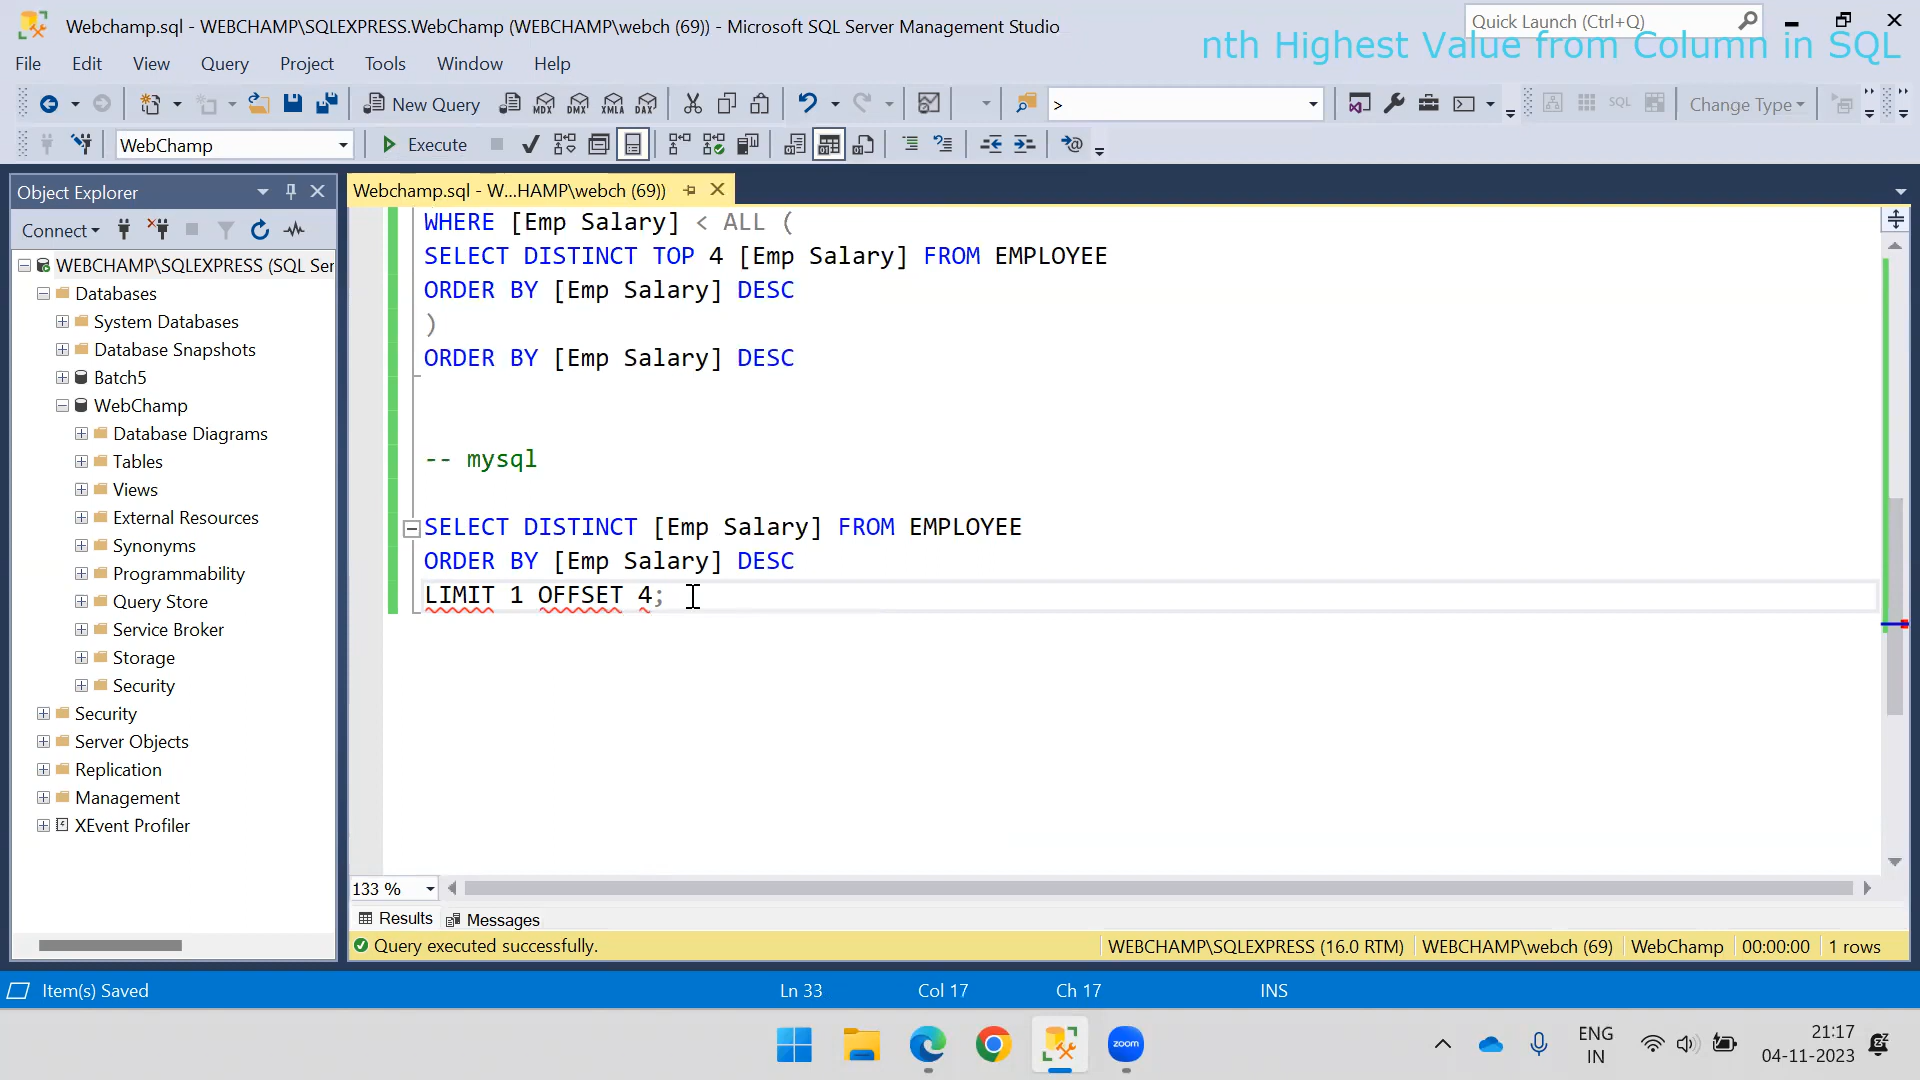 Webchamp.sql - WEBCHAMP\SQLEXPRESS.WebChamp (WEBCHAMP\webch (69)) - Microsoft SQL Server Management Studio
Quick Launch (Ctrl+Q)
nth Highest Value from Column in SQL
File Edit View Query Project Tools Window Help
New Query
MDX DMX XMLA DAX
>
SQL
Change Type
WebChamp
Execute
Object Explorer
Connect
WEBCHAMP\SQLEXPRESS (SQL Ser
Databases
System Databases
Database Snapshots
Batch5
WebChamp
Database Diagrams
Tables
Views
External Resources
Synonyms
Programmability
Query Store
Service Broker
Storage
Security
Security
Server Objects
Replication
Management
XEvent Profiler
Webchamp.sql - W...HAMP\webch (69))
WHERE [Emp Salary] < ALL (
SELECT DISTINCT TOP 4 [Emp Salary] FROM EMPLOYEE
ORDER BY [Emp Salary] DESC
)
ORDER BY [Emp Salary] DESC
-- mysql
SELECT DISTINCT [Emp Salary] FROM EMPLOYEE
ORDER BY [Emp Salary] DESC
LIMIT 1 OFFSET 4;
133 %
Results Messages
Query executed successfully.
WEBCHAMP\SQLEXPRESS (16.0 RTM) WEBCHAMP\webch (69) WebChamp 00:00:00 1 rows
Item(s) Saved
Ln 33 Col 17 Ch 17 INS
zoom
ENG
IN
21:17
04-11-2023